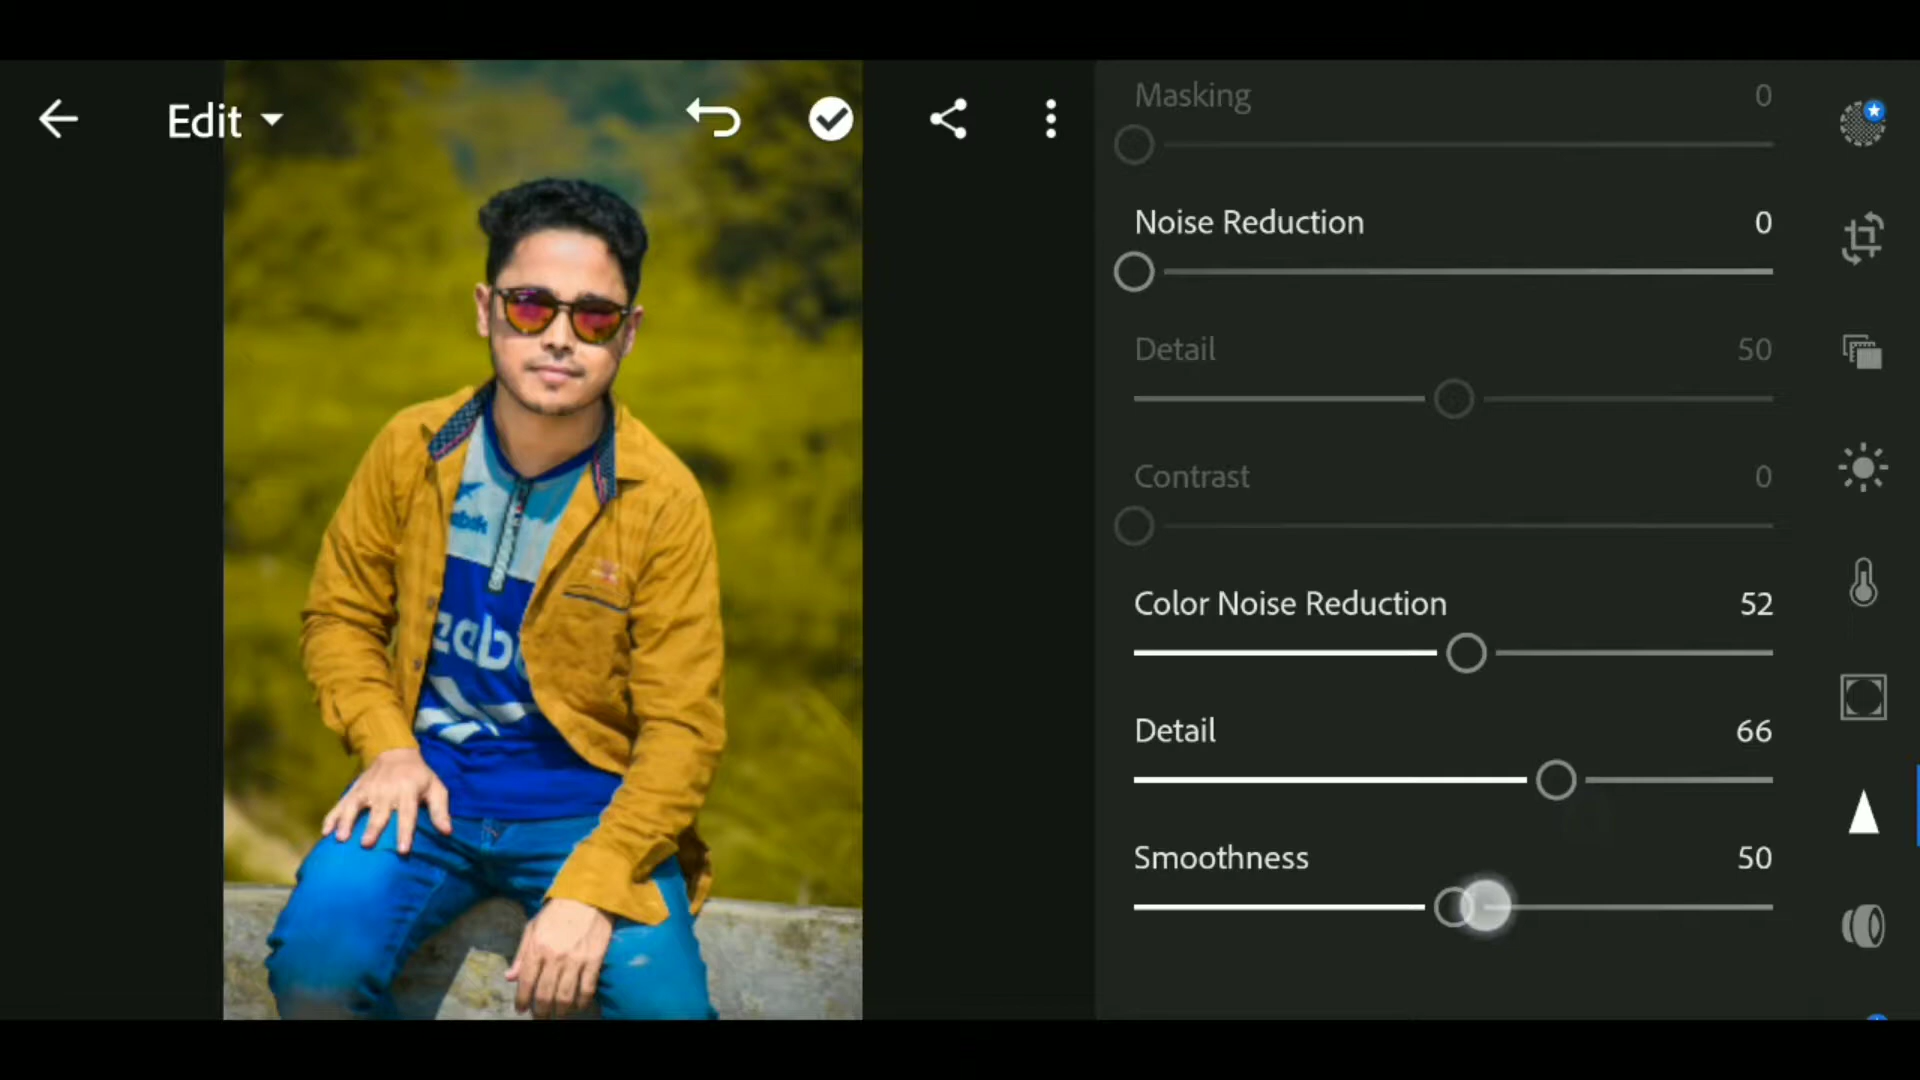 Edit
Masking 0
Noise Reduction 0
Detail 50
Contrast 0
Color Noise Reduction 52
Detail 66
Smoothness 50